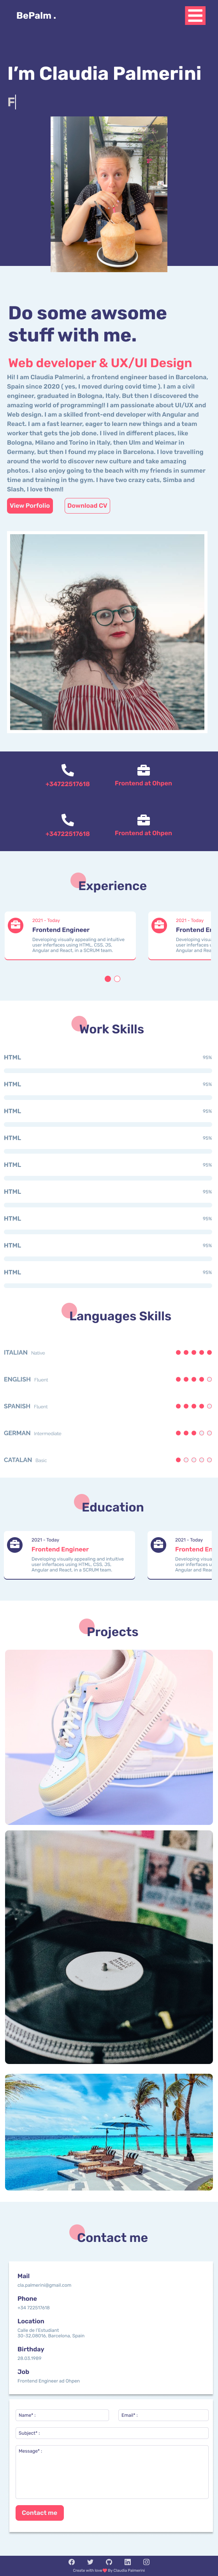 BePalm .
I'm Claudia Palmerini
F
Do some awsome
stuff with me.
Web developer & UX/UI Design
Hi! I am Claudia Palmerini, a frontend engineer based in Barcelona,
Spain since 2020 ( yes, I moved during covid time ). I am a civil
engineer, graduated in Bologna, Italy. But then I discovered the
amazing world of programming!! I am passionate about UI/UX and
Web design. I am a skilled front-end developer with Angular and
React. I am a fast learner, eager to learn new things and a team
worker that gets the job done. I lived in different places, like
Bologna, Milano and Torino in Italy, then Ulm and Weimar in
Germany, but then I found my place in Barcelona. I love travelling
around the world to discover new culture and take amazing
photos. I also enjoy going to the beach with my friends in summer
time and training in the gym. I have two crazy cats, Simba and
Slash, I love them!!
View Porfolio
Download CV
+34722517618
Frontend at Ohpen
+34722517618
Frontend at Ohpen
Experience
2021 - Today
Frontend Engineer
Developing visually appealing and intuitive
user interfaces using HTML, CSS, JS,
Angular and React, in a SCRUM team.
2021 - Today
Frontend En
Developing visua
user interfaces u
Angular and Rea
Work Skills
HTML 95%
HTML 95%
HTML 95%
HTML 95%
HTML 95%
HTML 95%
HTML 95%
HTML 95%
HTML 95%
Languages Skills
ITALIAN Native
ENGLISH Fluent
SPANISH Fluent
GERMAN Intermediate
CATALAN Basic
Education
2021 - Today
Frontend Engineer
Developing visually appealing and intuitive
user interfaces using HTML, CSS, JS,
Angular and React, in a SCRUM team.
2021 - Today
Frontend En
Developing visua
user interfaces u
Angular and Rea
Projects
Contact me
Mail
cla.palmerini@gmail.com
Phone
+34 722517618
Location
Calle de l'Estudiant
30-32,08016, Barcelona, Spain
Birthday
28.03.1989
Job
Frontend Engineer ad Ohpen
Name* :
Email* :
Subject* :
Message* :
Contact me
Create with love❤️ By Claudia Palmerini